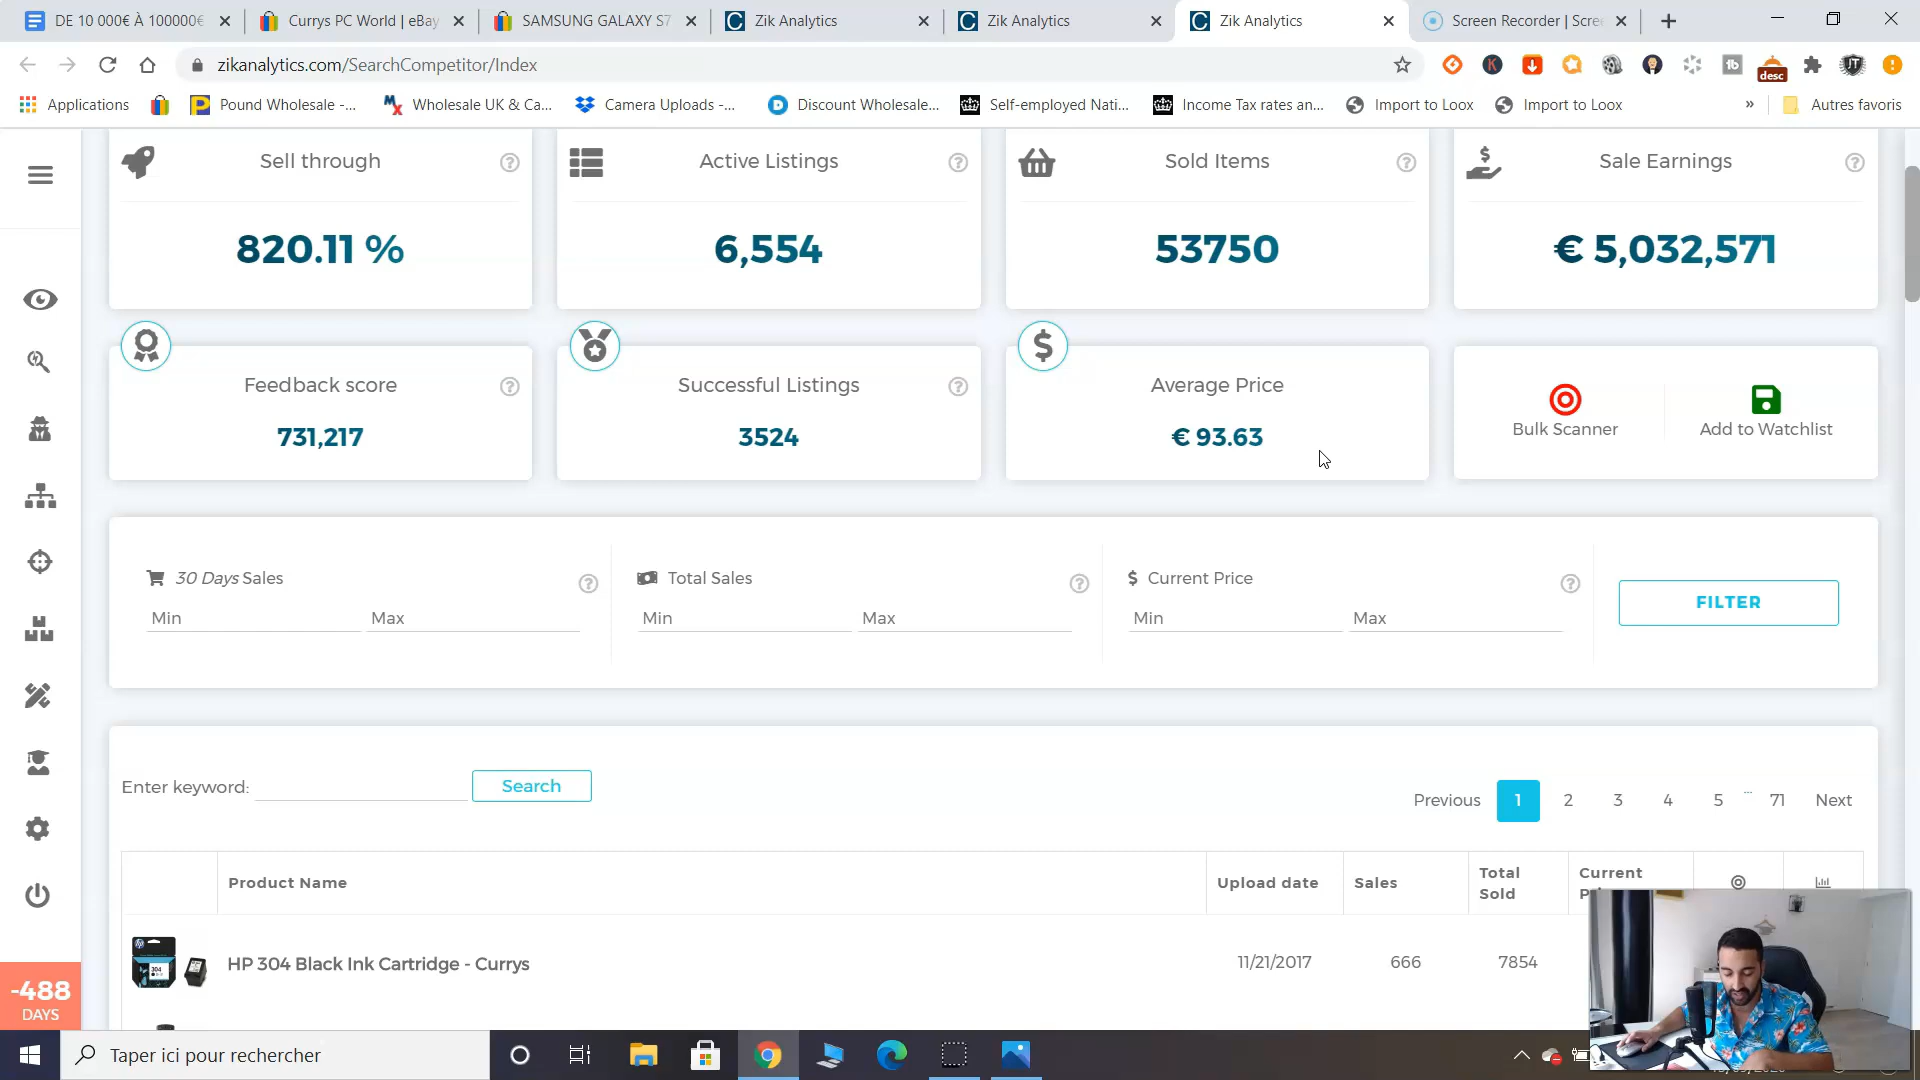 DE 10 000€ À 100000€
Currys PC World | eBay
SAMSUNG GALAXY S7
Zik Analytics
Zik Analytics
Zik Analytics
Screen Recorder | Scre
zikanalytics.com/SearchCompetitor/Index
desc
Applications
Pound Wholesale -...
Wholesale UK & Ca...
Camera Uploads -...
Discount Wholesale...
Self-employed Nati...
Income Tax rates an...
Import to Loox
Import to Loox
»
Autres favoris
Sell through
820.11 %
Active Listings
6,554
Sold Items
53750
Sale Earnings
€ 5,032,571
Feedback score
731,217
Successful Listings
3524
Average Price
€ 93.63
Bulk Scanner
Add to Watchlist
30 Days Sales
Min Max
Total Sales
Min Max
$ Current Price
Min Max
FILTER
Enter keyword:
Search
Previous 1 2 3 4 5 ... 71 Next
Product Name
Upload date
Sales
Total
Sold
Current
HP 304 Black Ink Cartridge - Currys
11/21/2017
666
7854
-488
DAYS
Taper ici pour rechercher